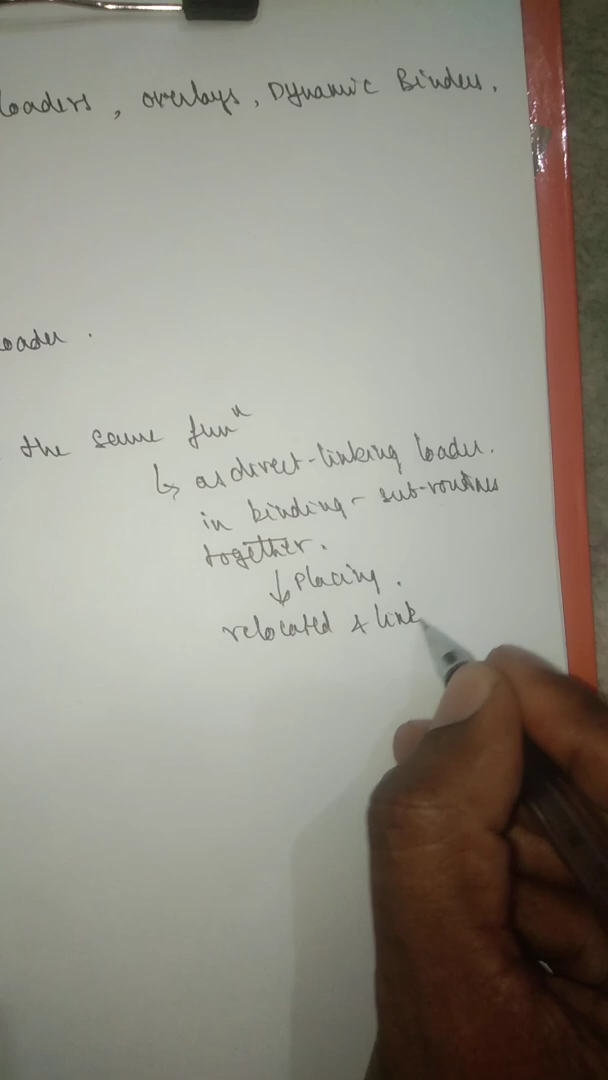 loaders, overlays, Dynamic Binders.
oader.
the same funⁿ
↳ as direct-linking loader.
in binding - sub-routines
together.
↓ Placing.
relocated & link